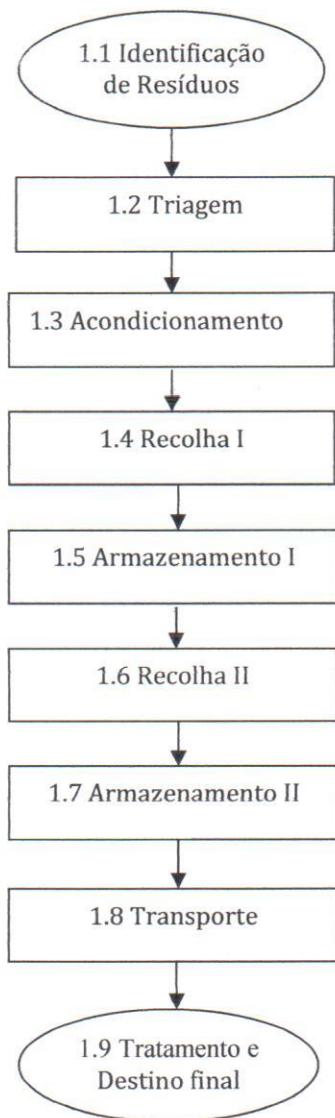 1.1 Identificação
de Resíduos
1.2 Triagem
1.3 Acondicionamento
1.4 Recolha I
1.5 Armazenamento I
1.6 Recolha II
1.7 Armazenamento II
1.8 Transporte
1.9 Tratamento e
Destino final